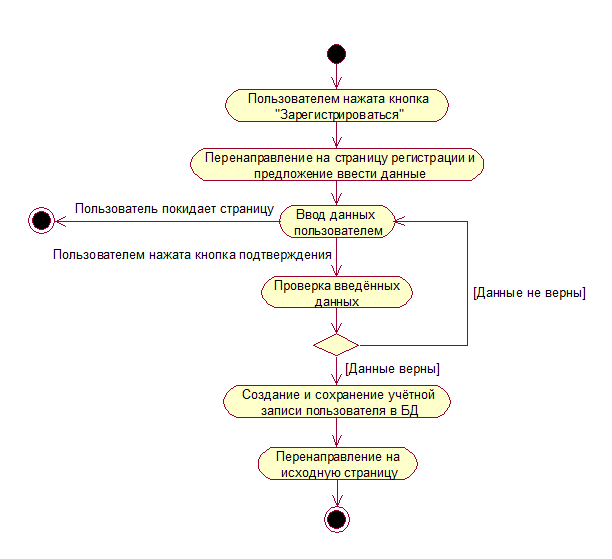 Пользователем нажата кнопка
"Зарегистрироваться"
Перенаправление на страницу регистрации и
предложение ввести данные
Пользователь покидает страницу
Ввод данных
пользователем
Пользователем нажата кнопка подтверждения
Проверка введённых
данных
[Данные не верны]
[Данные верны]
Создание и сохранение учётной
записи пользователя в БД
Перенаправление на
исходную страницу